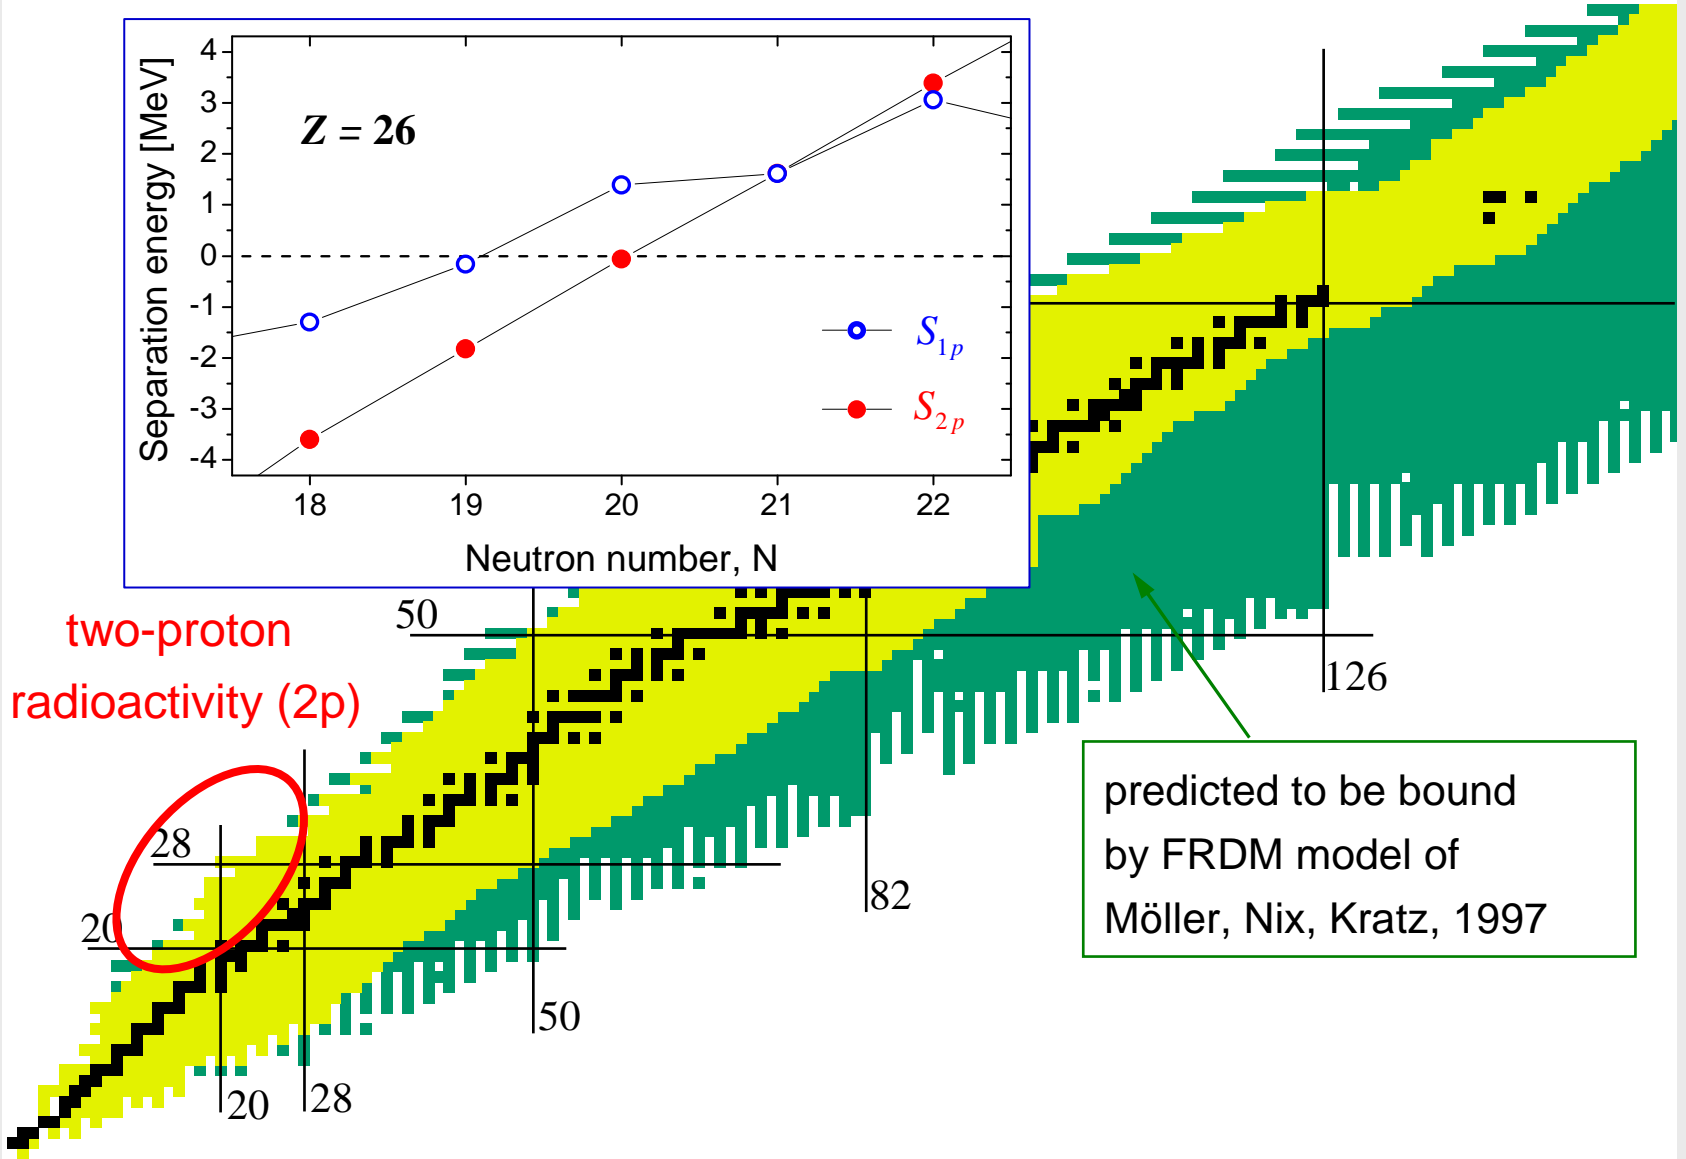 4
3
2
1
0
-1
-2
-3
-4
Separation energy [MeV]
Z = 26
S1p
S2p
18 19 20 21 22
Neutron number, N
two-proton
radioactivity (2p)
50
28
20
126
82
50
28
20
predicted to be bound
by FRDM model of
Möller, Nix, Kratz, 1997